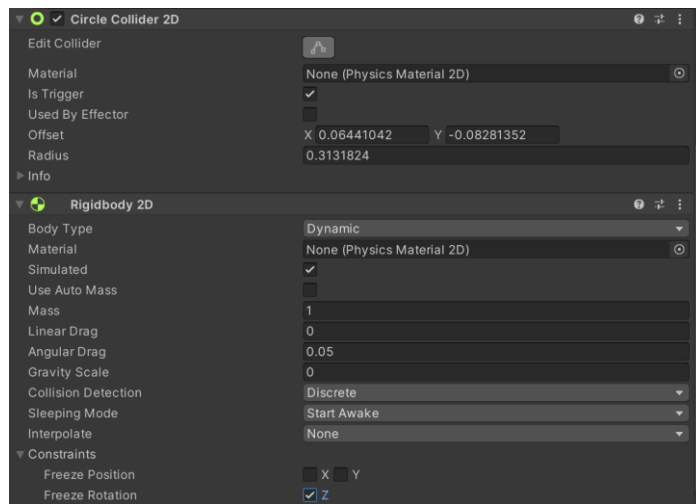 Circle Collider 2D
Edit Collider
Material None (Physics Material 2D)
Is Trigger
Used By Effector
Offset X 0.06441042 Y -0.08281352
Radius 0.3131824
Info
Rigidbody 2D
Body Type Dynamic
Material None (Physics Material 2D)
Simulated
Use Auto Mass
Mass 1
Linear Drag 0
Angular Drag 0.05
Gravity Scale 0
Collision Detection Discrete
Sleeping Mode Start Awake
Interpolate None
Constraints
Freeze Position X Y
Freeze Rotation Z